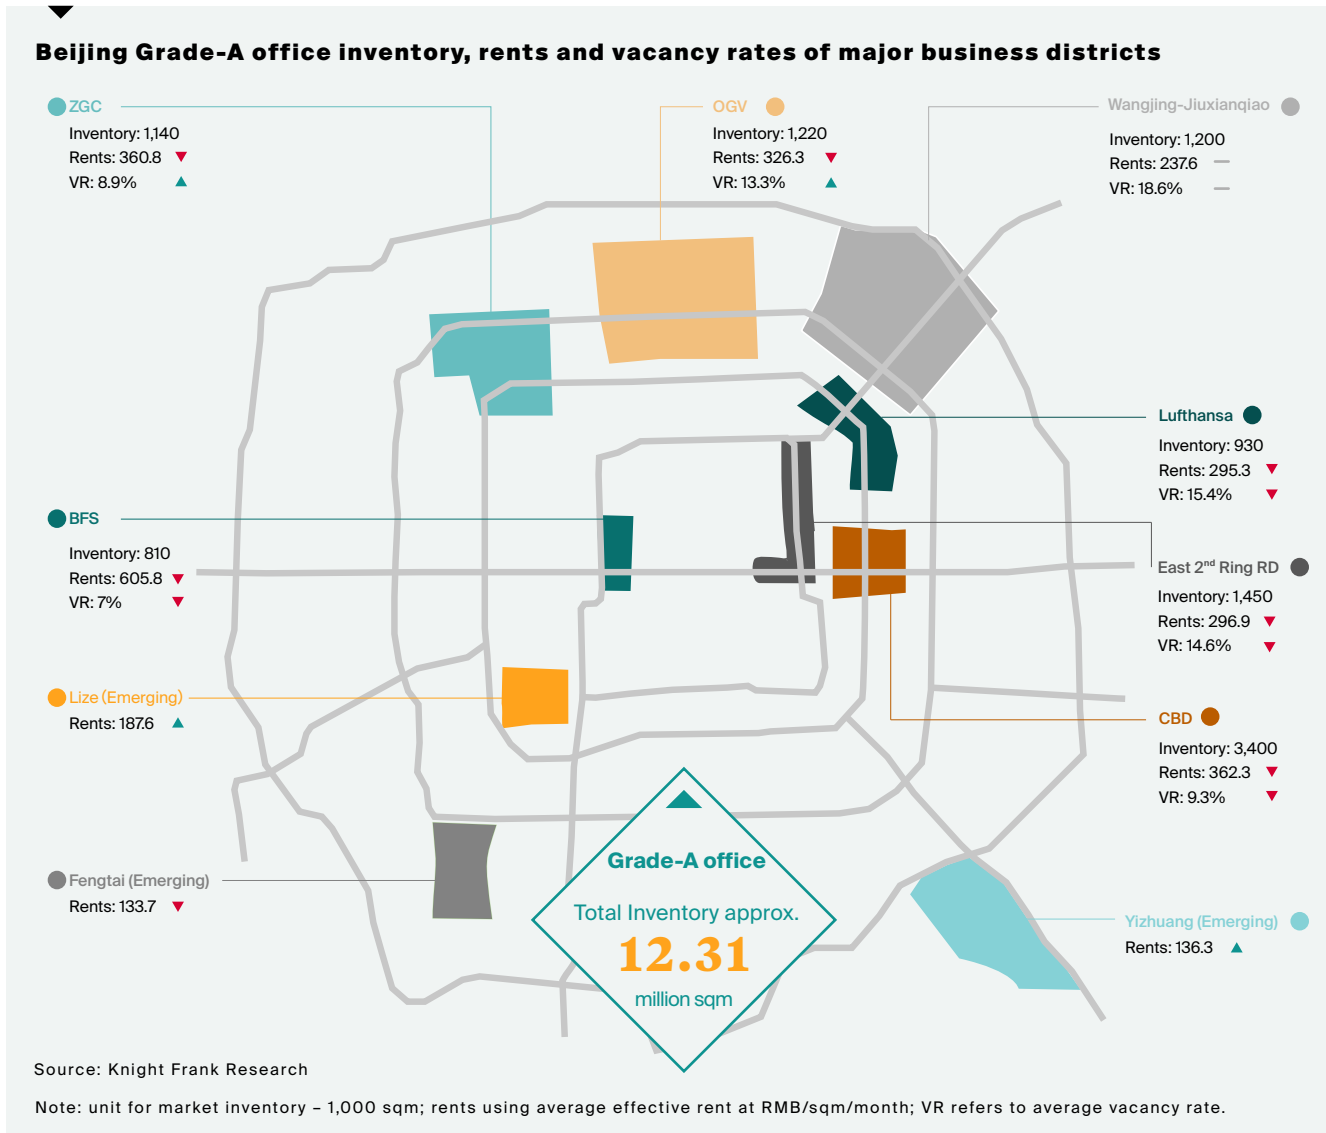 Beijing Grade-A office inventory, rents and vacancy rates of major business districts
ZGC
Inventory: 1,140
Rents: 360.8
VR: 8.9%
OGV
Inventory: 1,220
Rents: 326.3
VR: 13.3%
Wangjing-Jiuxianqiao
Inventory: 1,200
Rents: 237.6
VR: 18.6%
Lufthansa
Inventory: 930
Rents: 295.3
VR: 15.4%
BFS
Inventory: 810
Rents: 605.8
VR: 7%
East 2nd Ring RD
Inventory: 1,450
Rents: 296.9
VR: 14.6%
Lize (Emerging)
Rents: 187.6
CBD
Inventory: 3,400
Rents: 362.3
VR: 9.3%
Fengtai (Emerging)
Rents: 133.7
Grade-A office
Total Inventory approx.
12.31
million sqm
Yizhuang (Emerging)
Rents: 136.3
Source: Knight Frank Research
Note: unit for market inventory – 1,000 sqm; rents using average effective rent at RMB/sqm/month; VR refers to average vacancy rate.